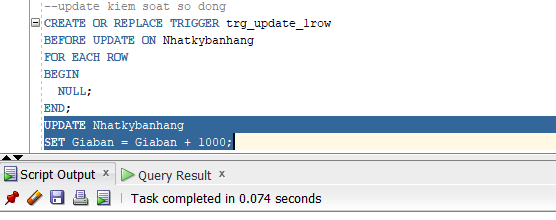 --update kiem soat so dong
CREATE OR REPLACE TRIGGER trg_update_1row
BEFORE UPDATE ON Nhatkybanhang
FOR EACH ROW
BEGIN
  NULL;
END;
UPDATE Nhatkybanhang
SET Giaban = Giaban + 1000;
Script Output x Query Result x
Task completed in 0.074 seconds